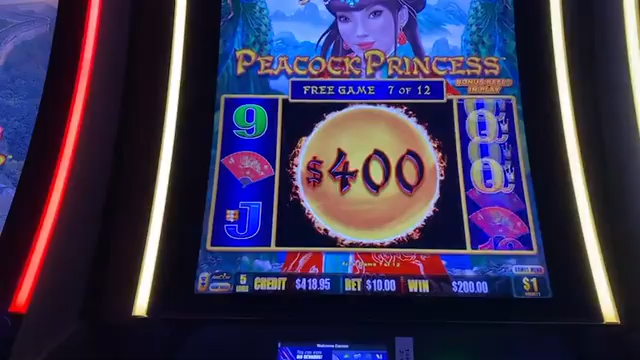 PEACOCK PRINCESS
BONUS REELS
IN PLAY
FREE GAME 7 OF 12
9
$400
J
5
CREDIT $418.95 BET $10.00 WIN $200.00
$1
Welcome